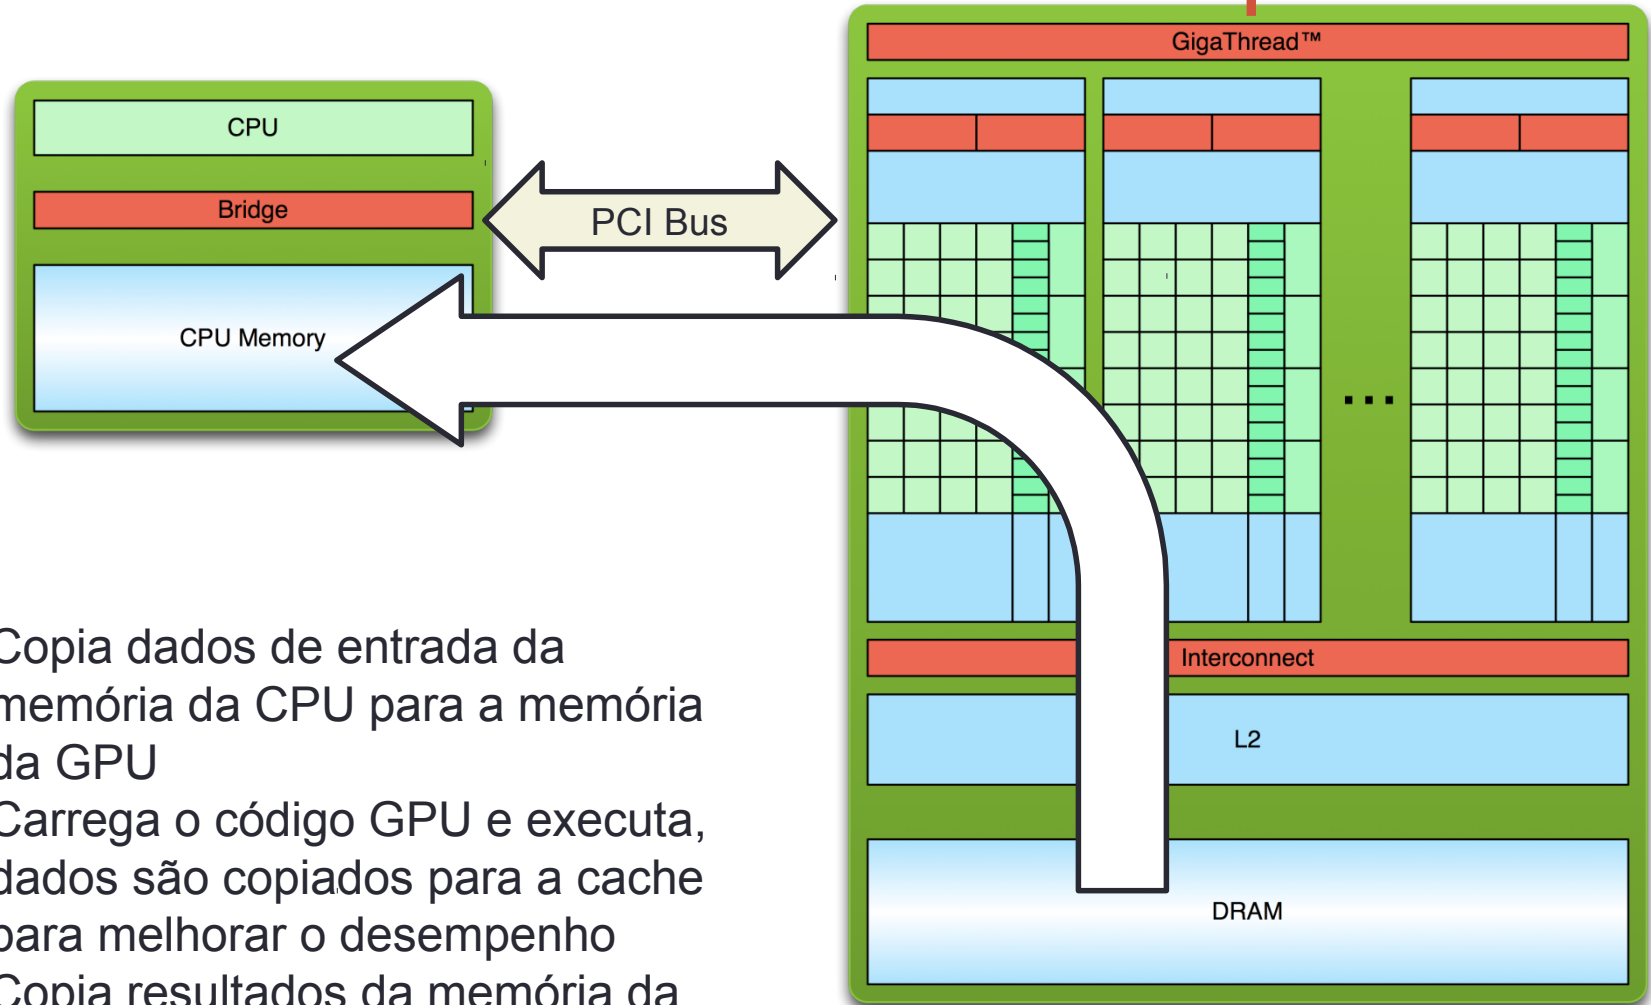 GigaThread™
CPU
Bridge
PCI Bus
CPU Memory
...
Interconnect
L2
DRAM
Copia dados de entrada da
memória da CPU para a memória
da GPU
Carrega o código GPU e executa,
dados são copiados para a cache
para melhorar o desempenho
Copia resultados da memória da